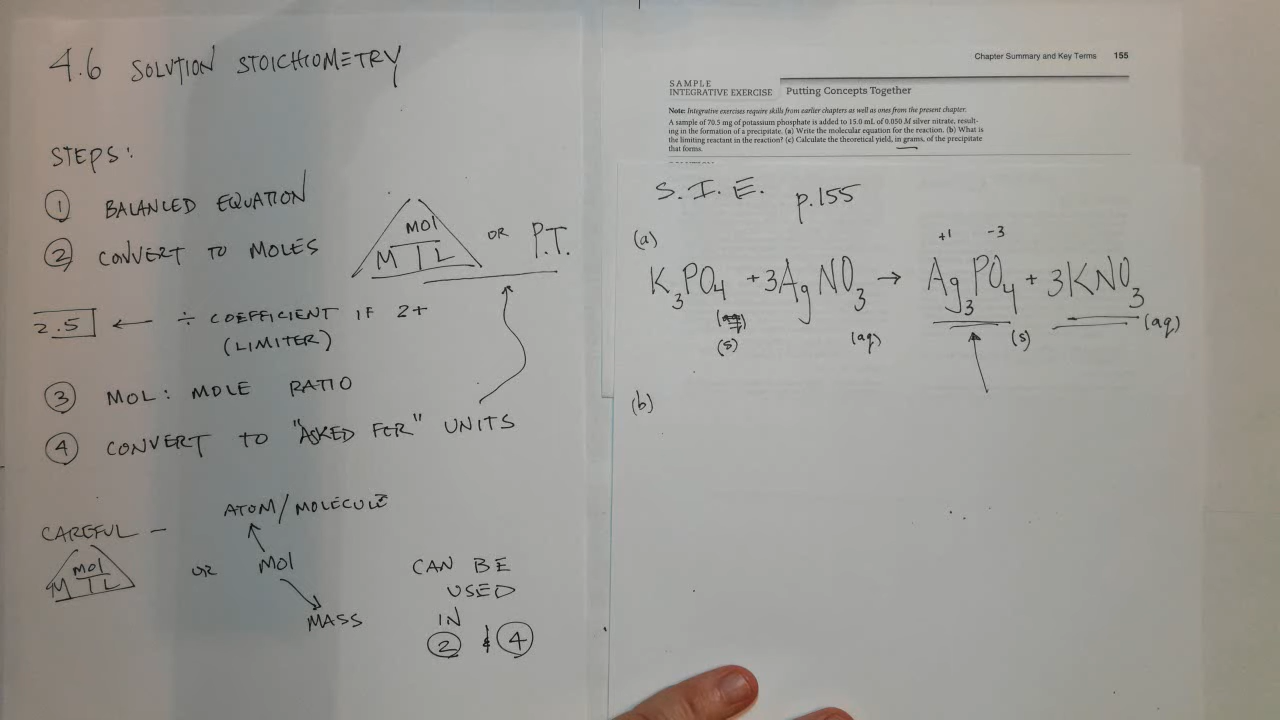 4.6 SOLUTION STOICHIOMETRY
STEPS:
① BALANCED EQUATION
② CONVERT TO MOLES
mol
M L
OR P.T.
2.5 ← ÷ COEFFICIENT IF 2+
(LIMITER)
③ MOL: MOLE RATIO
④ CONVERT TO "ASKED FOR" UNITS
CAREFUL –
mol
M L
OR
ATOM/MOLECULE
mol
MASS
CAN BE
USED
IN
② & ④
Chapter Summary and Key Terms 155
SAMPLE
INTEGRATIVE EXERCISE Putting Concepts Together
Note: Integrative exercises require skills from earlier chapters as well as ones from the present chapter.
A sample of 70.5 mg of potassium phosphate is added to 15.0 mL of 0.050 M silver nitrate, result-
ing in the formation of a precipitate. (a) Write the molecular equation for the reaction. (b) What is
the limiting reactant in the reaction? (c) Calculate the theoretical yield, in grams, of the precipitate
that forms.
S.I.E. p.155
(a)
+1 -3
K₃PO₄ + 3AgNO₃ → Ag₃PO₄ + 3KNO₃
(s) (aq) (s) (aq)
(b)